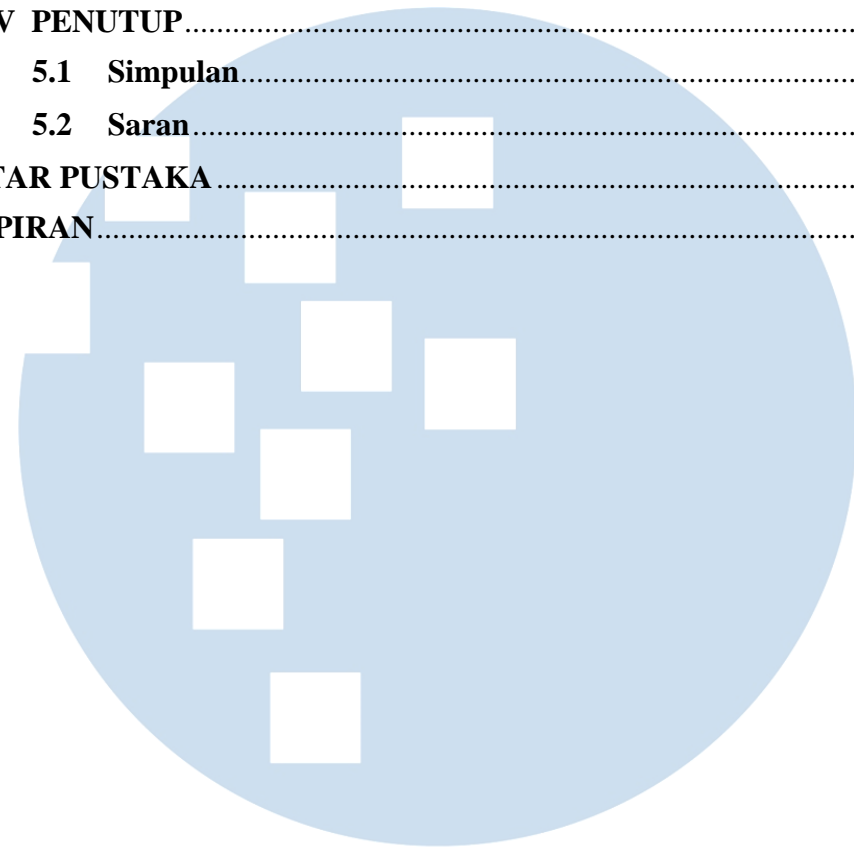 V PENUTUP....................................................................................
5.1 Simpulan....................................................................................
5.2 Saran....................................................................................
TAR PUSTAKA....................................................................................
PIRAN....................................................................................